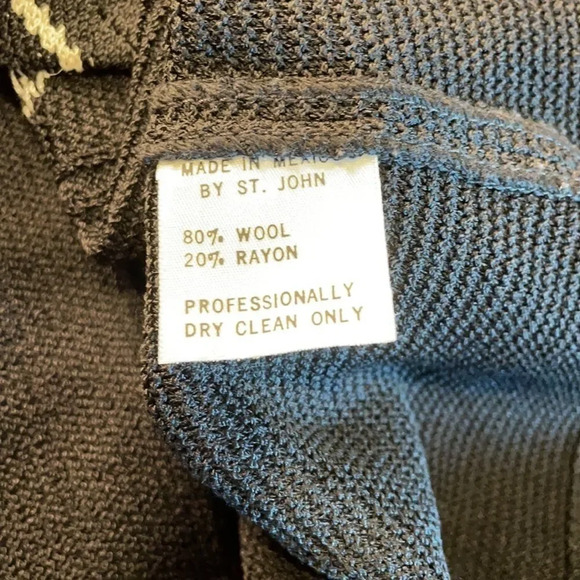 MADE IN MEXICO
BY ST. JOHN
80% WOOL
20% RAYON
PROFESSIONALLY
DRY CLEAN ONLY